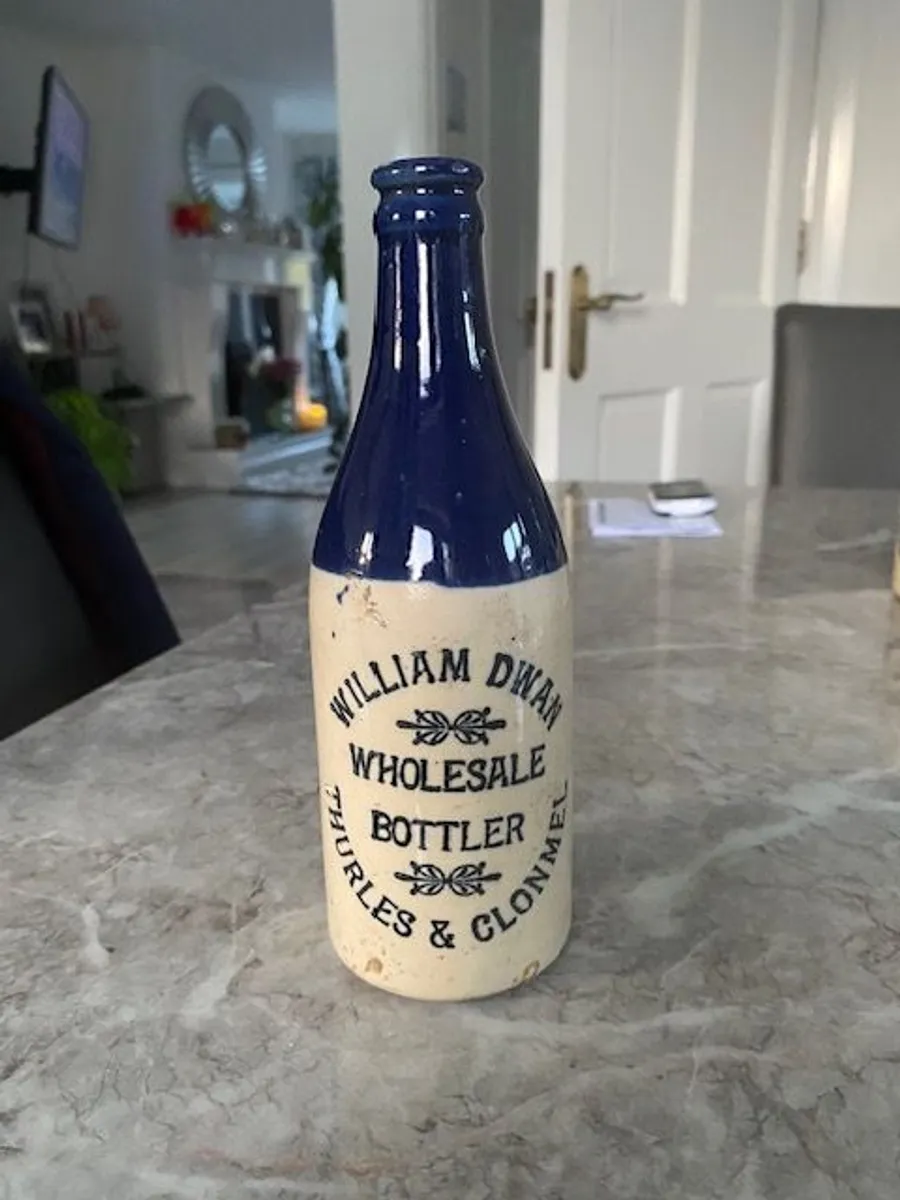 WILLIAM DWAN
WHOLESALE
BOTTLER
THURLES & CLONMEL